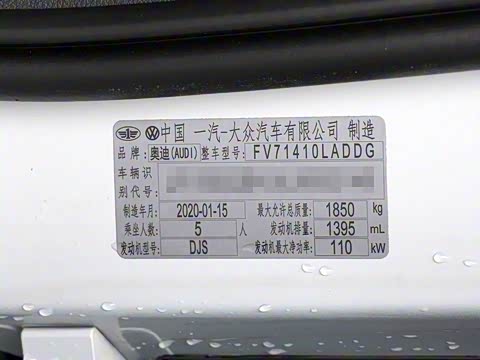 中国 一汽-大众汽车有限公司 制造
品牌: 奥迪(AUDI) 整车型号: FV71410LADDG
车辆识
别代号:
制造年月: 2020-01-15 最大允许总质量: 1850 kg
乘坐人数: 5 人 发动机排量: 1395 mL
发动机型号: DJS 发动机最大净功率: 110 kW